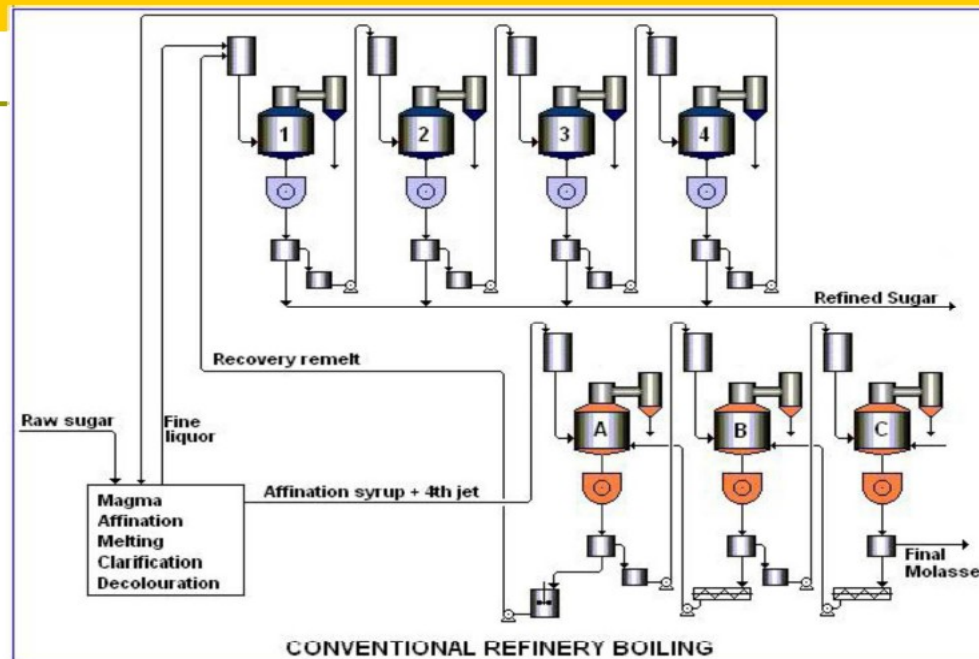 1
2
3
4
Refined Sugar
Recovery remelt
Raw sugar
Fine
liquor
A
B
C
Affination syrup + 4th jet
Magma
Affination
Melting
Clarification
Decolouration
Final
Molasse
CONVENTIONAL REFINERY BOILING